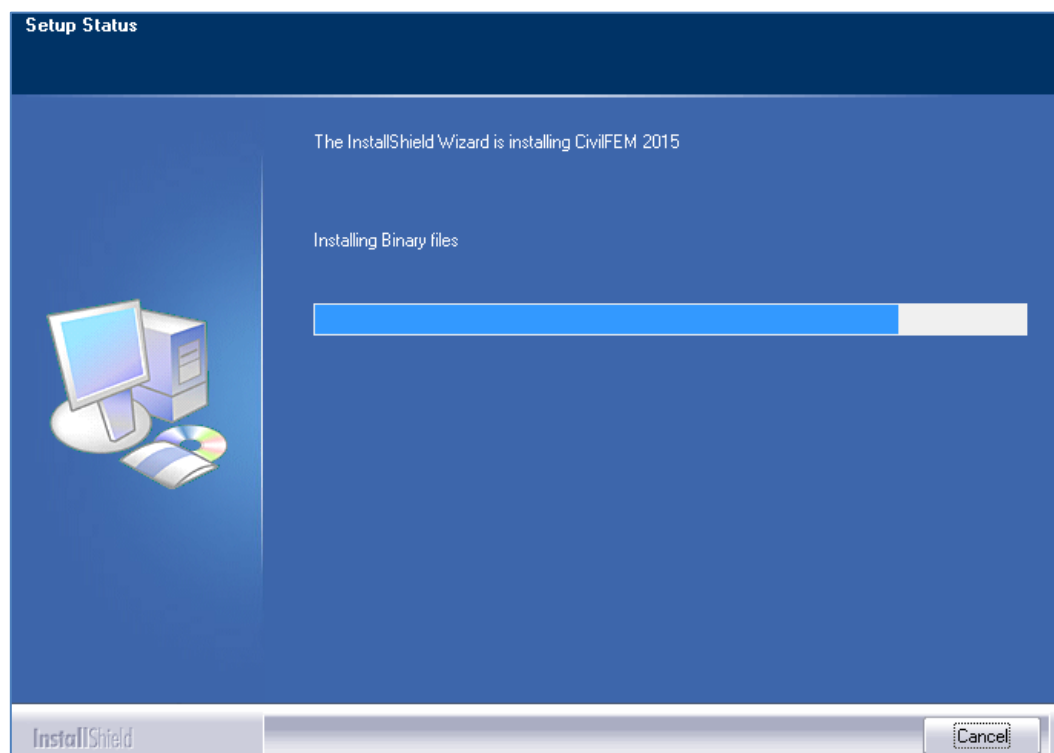 Setup Status
The InstallShield Wizard is installing CivilFEM 2015
Installing Binary files
InstallShield
Cancel